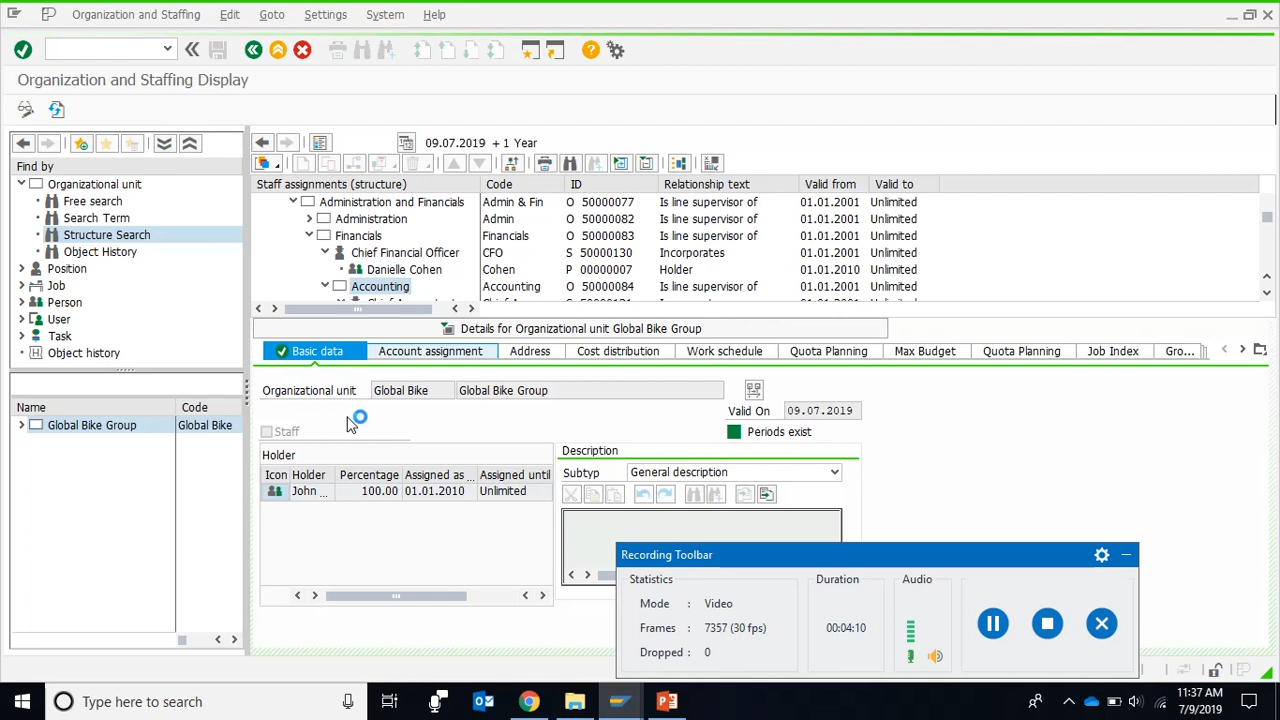 Organization and Staffing Edit Goto Settings System Help
Organization and Staffing Display
09.07.2019 + 1 Year
Find by
Organizational unit
Free search
Search Term
Structure Search
Object History
Position
Job
Person
User
Task
Object history
Staff assignments (structure) Code ID Relationship text Valid from Valid to
Administration and Financials Admin & Fin O 50000077 Is line supervisor of 01.01.2001 Unlimited
Administration Admin O 50000082 Is line supervisor of 01.01.2001 Unlimited
Financials Financials O 50000083 Is line supervisor of 01.01.2001 Unlimited
Chief Financial Officer CFO S 50000130 Incorporates 01.01.2001 Unlimited
Danielle Cohen Cohen P 00000007 Holder 01.01.2010 Unlimited
Accounting Accounting O 50000084 Is line supervisor of 01.01.2001 Unlimited
Details for Organizational unit Global Bike Group
Basic data Account assignment Address Cost distribution Work schedule Quota Planning Max Budget Quota Planning Job Index Gro...
Name Code
Global Bike Group Global Bike
Organizational unit Global Bike Global Bike Group
Valid On 09.07.2019
Staff
Periods exist
Holder
Icon Holder Percentage Assigned as ... Assigned until
John ... 100.00 01.01.2010 Unlimited
Description
Subtyp General description
Recording Toolbar
Statistics Duration Audio
Mode : Video
Frames : 7357 (30 fps) 00:04:10
Dropped : 0
Type here to search
11:37 AM
7/9/2019